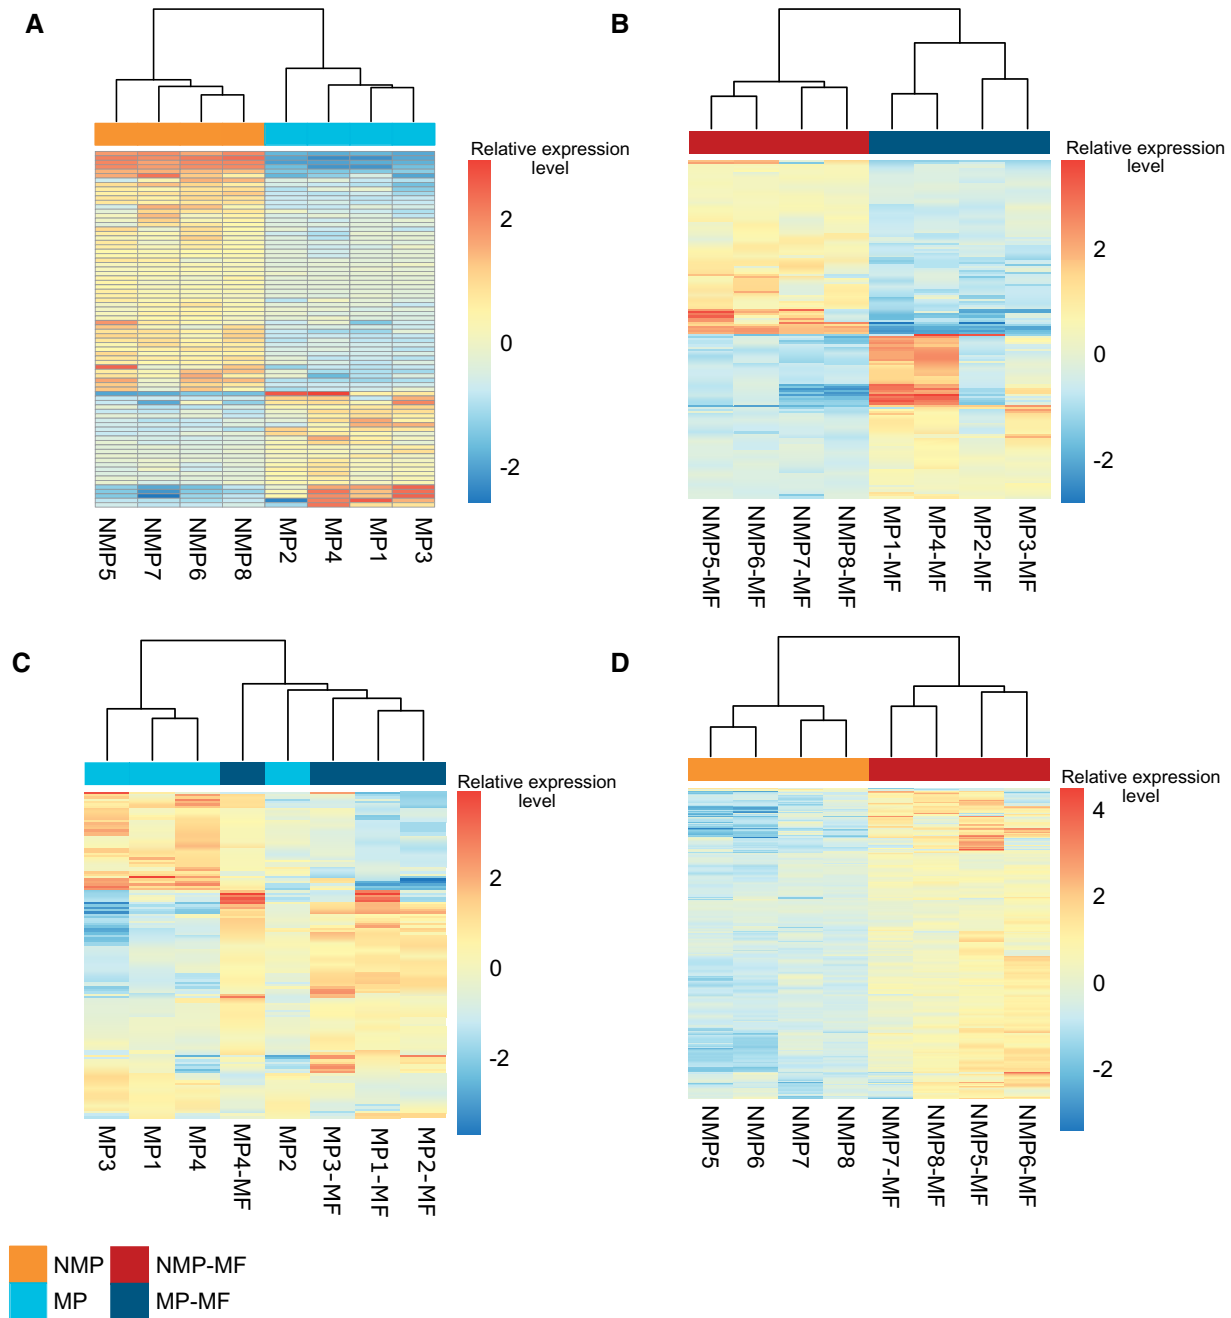 A
Relative expression
level
2
0
-2
NMP5
NMP7
NMP6
NMP8
MP2
MP4
MP1
MP3
B
Relative expression
level
2
0
-2
NMP5-MF
NMP6-MF
NMP7-MF
NMP8-MF
MP1-MF
MP4-MF
MP2-MF
MP3-MF
C
Relative expression
level
2
0
-2
MP3
MP1
MP4
MP4-MF
MP2
MP3-MF
MP1-MF
MP2-MF
D
Relative expression
level
4
2
0
-2
NMP5
NMP6
NMP7
NMP8
NMP7-MF
NMP8-MF
NMP5-MF
NMP6-MF
NMP
NMP-MF
MP
MP-MF